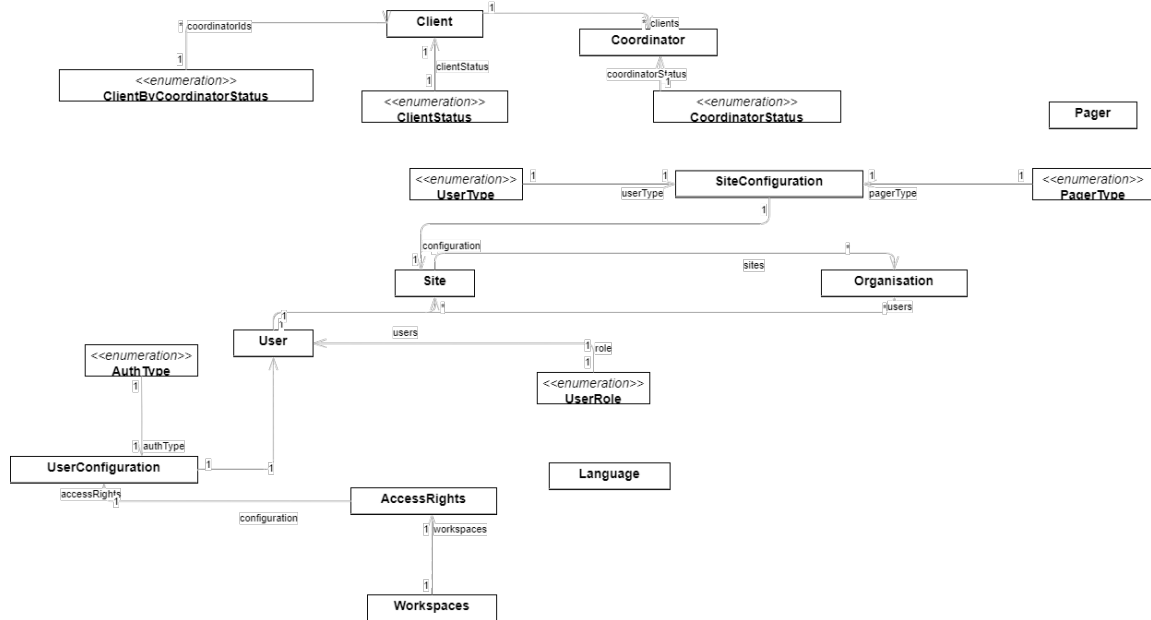 Client
1
* coordinatorIds
* clients
Coordinator
1
1
clientStatus
coordinatorStatus
<<enumeration>>
ClientByCoordinatorStatus
1
1
<<enumeration>>
ClientStatus
<<enumeration>>
CoordinatorStatus
Pager
<<enumeration>>
UserType
1
1
userType
SiteConfiguration
1
1
pagerType
<<enumeration>>
PagerType
1
configuration
1
*
sites
Site
Organisation
*
* users
1
1
User
users
1 role
1
<<enumeration>>
AuthType
1
<<enumeration>>
UserRole
1 authType
UserConfiguration
1
1
Language
accessRights
1
AccessRights
configuration
1 workspaces
1
Workspaces